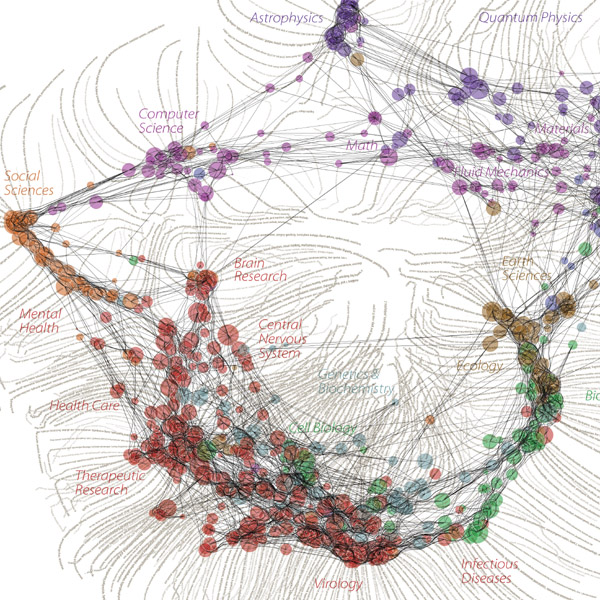 Astrophysics
Quantum Physics
Computer
Science
Materials
Math
Fluid Mechanics
Social
Sciences
Brain
Research
Earth
Sciences
Mental
Health
Central
Nervous
System
Ecology
Genetics &
Biochemistry
Health Care
Cell Biology
Therapeutic
Research
Infectious
Diseases
Virology